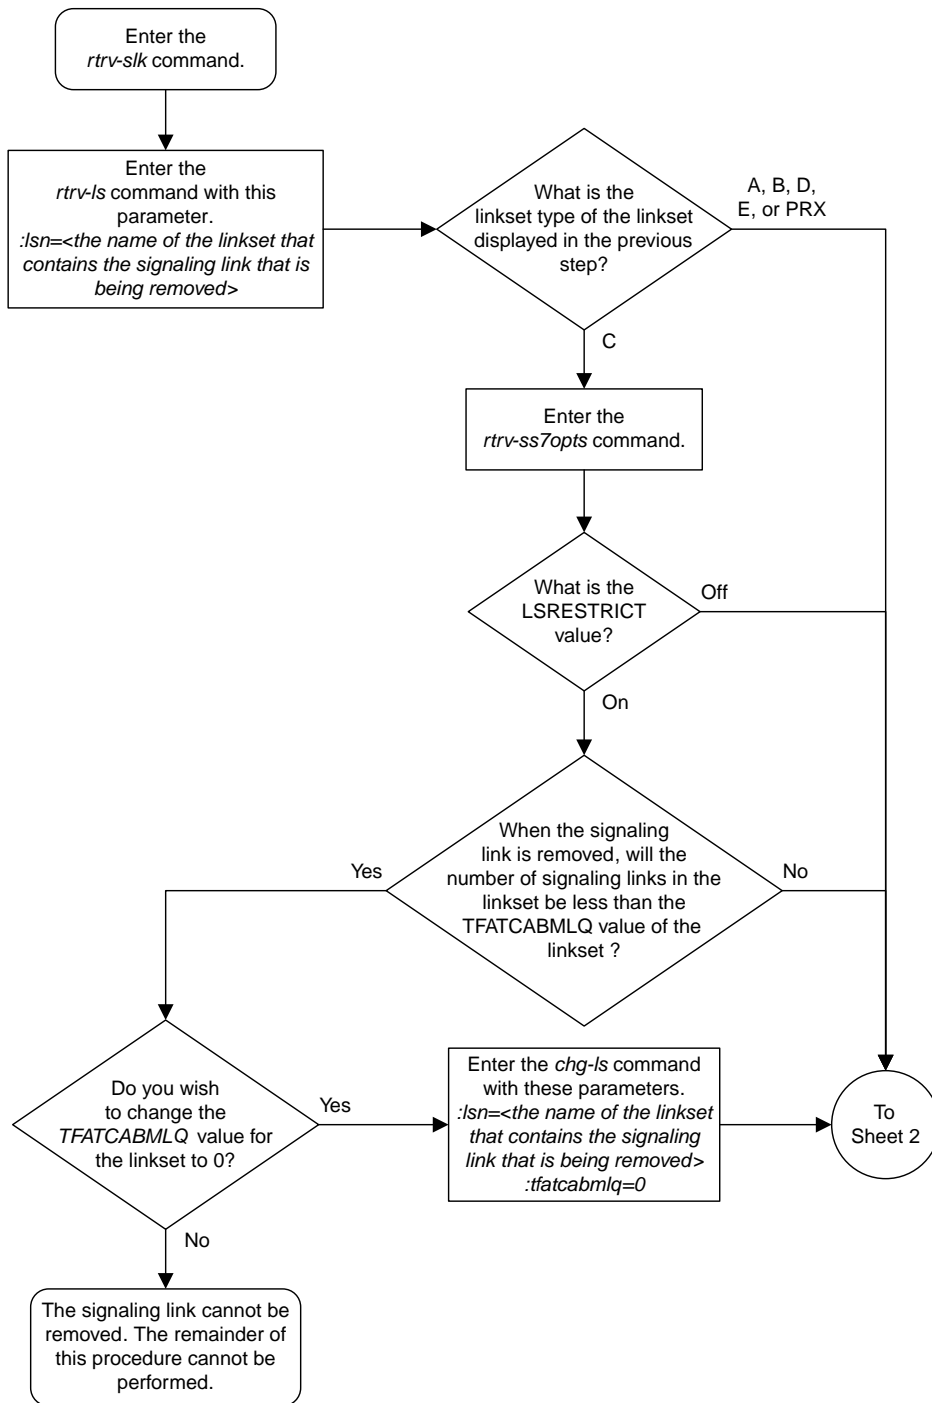 Enter the
rtrv-slk command.
Enter the
rtrv-ls command with this
parameter.
:lsn=<the name of the linkset that
contains the signaling link that is
being removed>
What is the
linkset type of the linkset
displayed in the previous
step?
A, B, D,
E, or PRX
C
Enter the
rtrv-ss7opts command.
What is the
LSRESTRICT
value?
Off
On
When the signaling
link is removed, will the
number of signaling links in the
linkset be less than the
TFATCABMLQ value of the
linkset ?
Yes
No
Do you wish
to change the
TFATCABMLQ value for
the linkset to 0?
Yes
No
Enter the chg-ls command
with these parameters.
:lsn=<the name of the linkset
that contains the signaling
link that is being removed>
:tfatcabmlq=0
To
Sheet 2
The signaling link cannot be
removed. The remainder of
this procedure cannot be
performed.